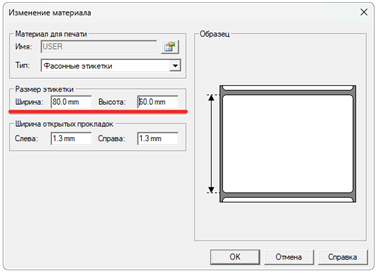 Изменение материала
Материал для печати
Имя: USER
Тип: Фасонные этикетки
Размер этикетки
Ширина: 80.0 mm Высота: 60.0 mm
Ширина открытых прокладок
Слева: 1.3 mm Справа: 1.3 mm
Образец
OK Отмена Справка